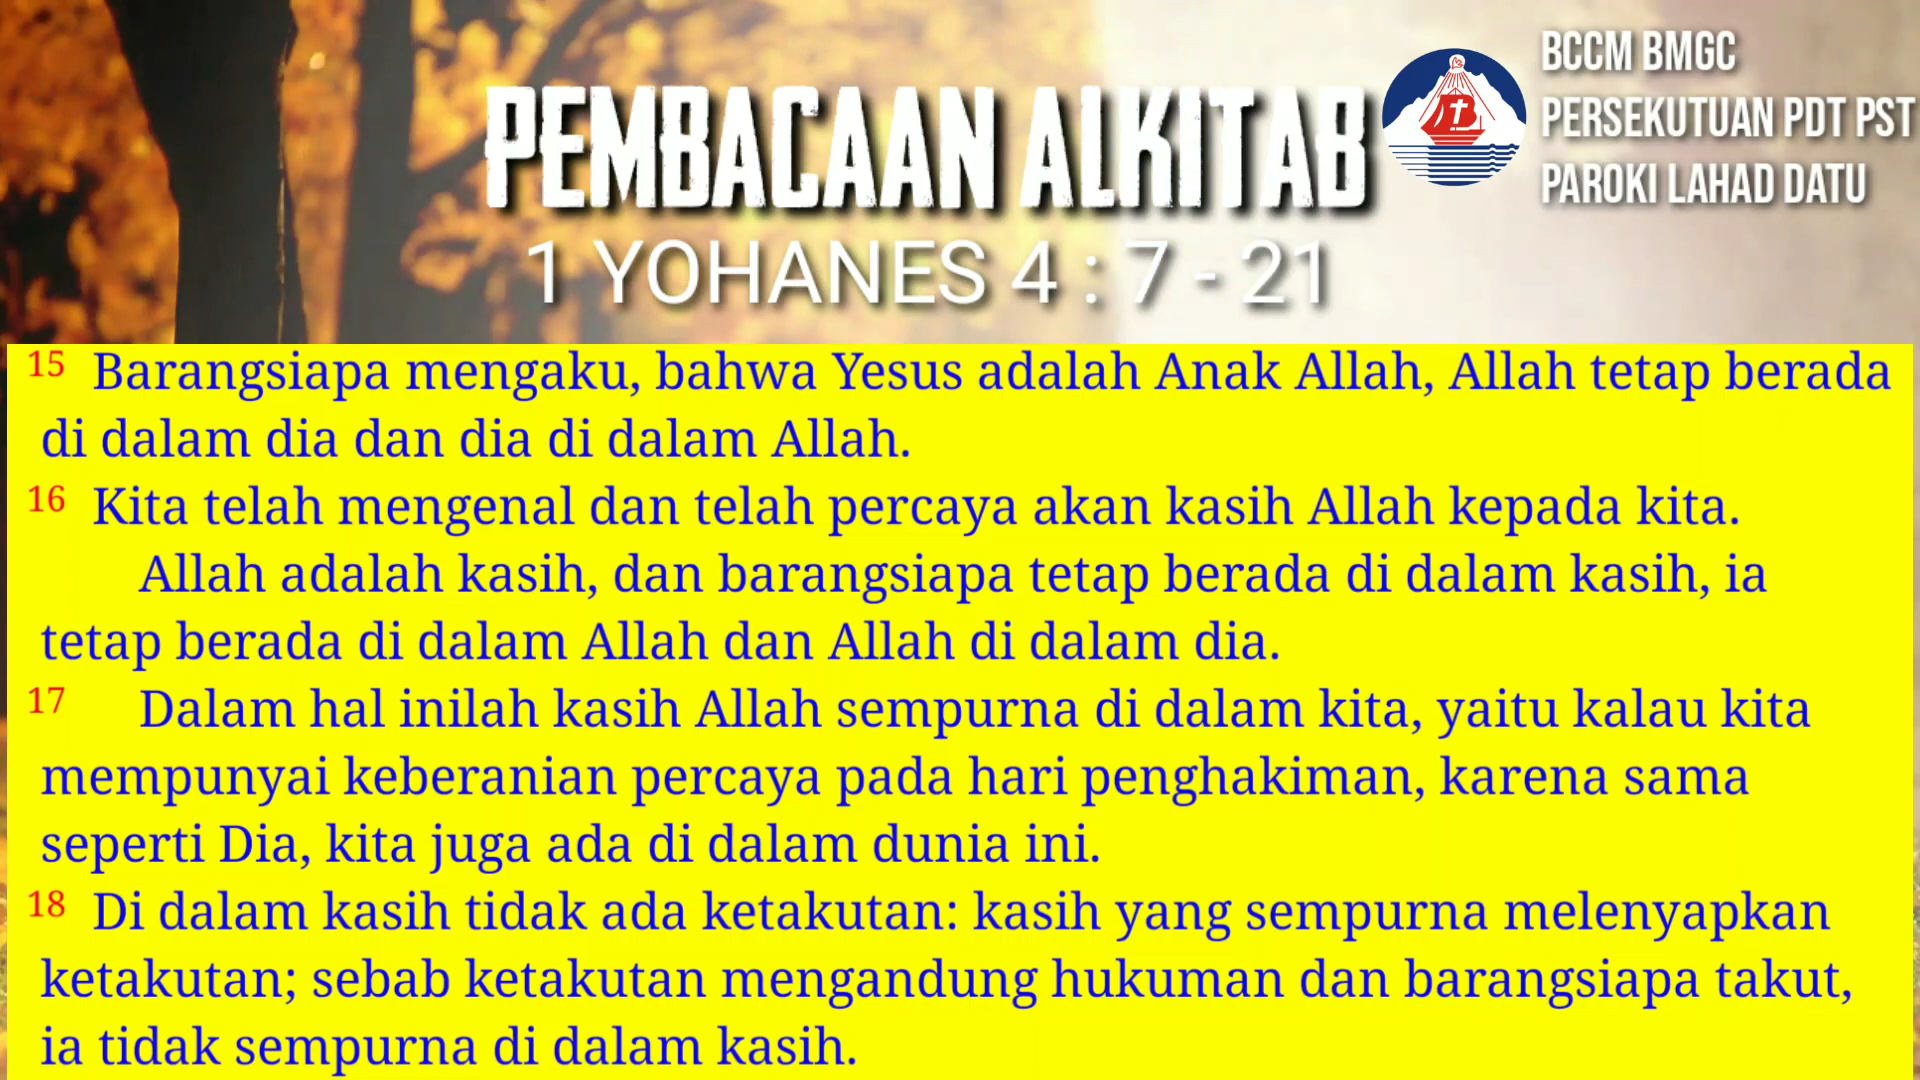 PEMBACAAN ALKITAB
1 YOHANES 4 : 7 - 21
BCCM BMGC
PERSEKUTUAN PDT PST
PAROKI LAHAD DATU
15 Barangsiapa mengaku, bahwa Yesus adalah Anak Allah, Allah tetap berada
di dalam dia dan dia di dalam Allah.
16 Kita telah mengenal dan telah percaya akan kasih Allah kepada kita.
Allah adalah kasih, dan barangsiapa tetap berada di dalam kasih, ia
tetap berada di dalam Allah dan Allah di dalam dia.
17 Dalam hal inilah kasih Allah sempurna di dalam kita, yaitu kalau kita
mempunyai keberanian percaya pada hari penghakiman, karena sama
seperti Dia, kita juga ada di dalam dunia ini.
18 Di dalam kasih tidak ada ketakutan: kasih yang sempurna melenyapkan
ketakutan; sebab ketakutan mengandung hukuman dan barangsiapa takut,
ia tidak sempurna di dalam kasih.